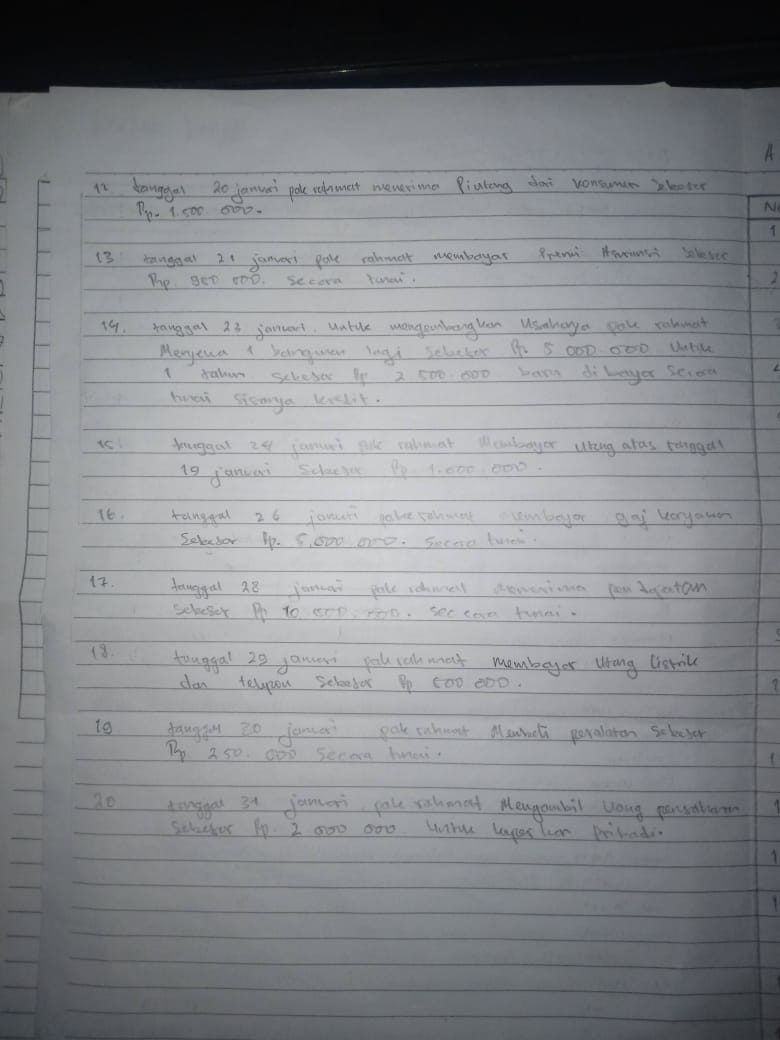 12 tanggal 20 januari pak rahmat menerima Piutang dari konsumen sebesar
Rp. 1.500 000.
13 tanggal 21 januari pak rahmat membayar Premi Asuransi sebesar
Rp 000. secara tunai.
14. tanggal 23 januari. Untuk mengembangkan Usahanya pak rahmat
Menyewa 1 bangunan lagi sebesar Rp. 5 000.000 Untuk
1 tahun sebesar Rp 2 500.000 baru di bayar secara
tunai sisanya kredit.
15. tanggal 24 januari pak rahmat Membayar Utang atas tanggal
19 januari sebesar Rp 1.000.000.
16. tanggal 26 januari pak rahmat membayar gaji karyawan
Sebesar Rp. 5.000 000. Secara tunai.
17. tanggal 28 januari pak rahmat Menerima pendapatan
sebesar Rp 10 000.000. secara tunai.
18. tanggal 29 januari pak rahmat membayar Utang Listrik
dan telepon Sebesar Rp 000.
19 tanggal 30 januari pak rahmat Membeli peralatan Sebesar
Rp. 250.000 Secara tunai.
20 tanggal 31 januari pak rahmat Mengambil Uang perusahaan
Sebesar Rp. 2 000 000 Untuk pribadi.
A
No
1
2